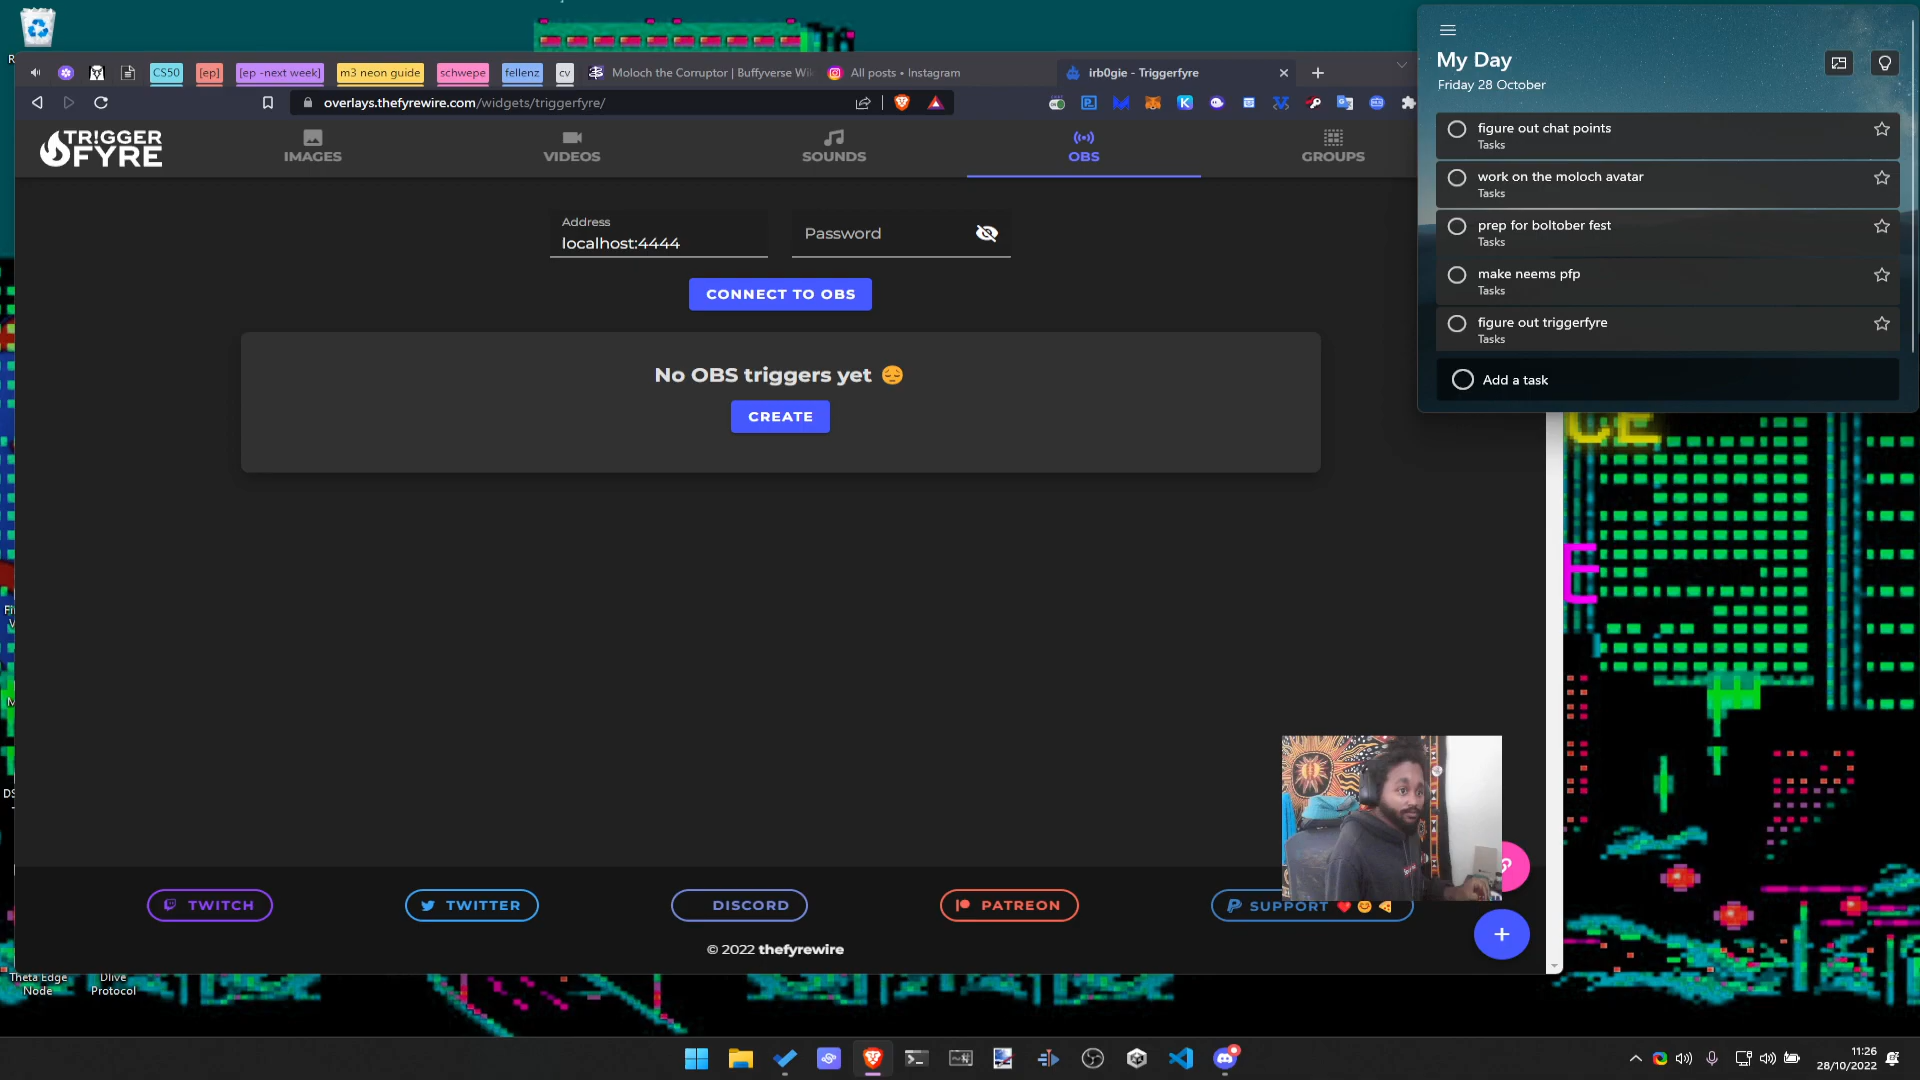 CS50
[ep]
[ep -next week]
m3 neon guide
schwepe
fellenz
cv
Moloch the Corruptor | Buffyverse Wi
All posts • Instagram
irb0gie - Triggerfyre
overlays.thefyrewire.com/widgets/triggerfyre/
TR!GGER
FYRE
IMAGES
VIDEOS
SOUNDS
OBS
GROUPS
Address
localhost:4444
Password
CONNECT TO OBS
No OBS triggers yet 😔
CREATE
TWITCH
TWITTER
DISCORD
PATREON
SUPPORT ❤️😊🍕
© 2022 thefyrewire
My Day
Friday 28 October
figure out chat points
Tasks
work on the moloch avatar
Tasks
prep for boltober fest
Tasks
make neems pfp
Tasks
figure out triggerfyre
Tasks
Add a task
CE
E
Theta Edge
Node
Dlive
Protocol
11:26
28/10/2022